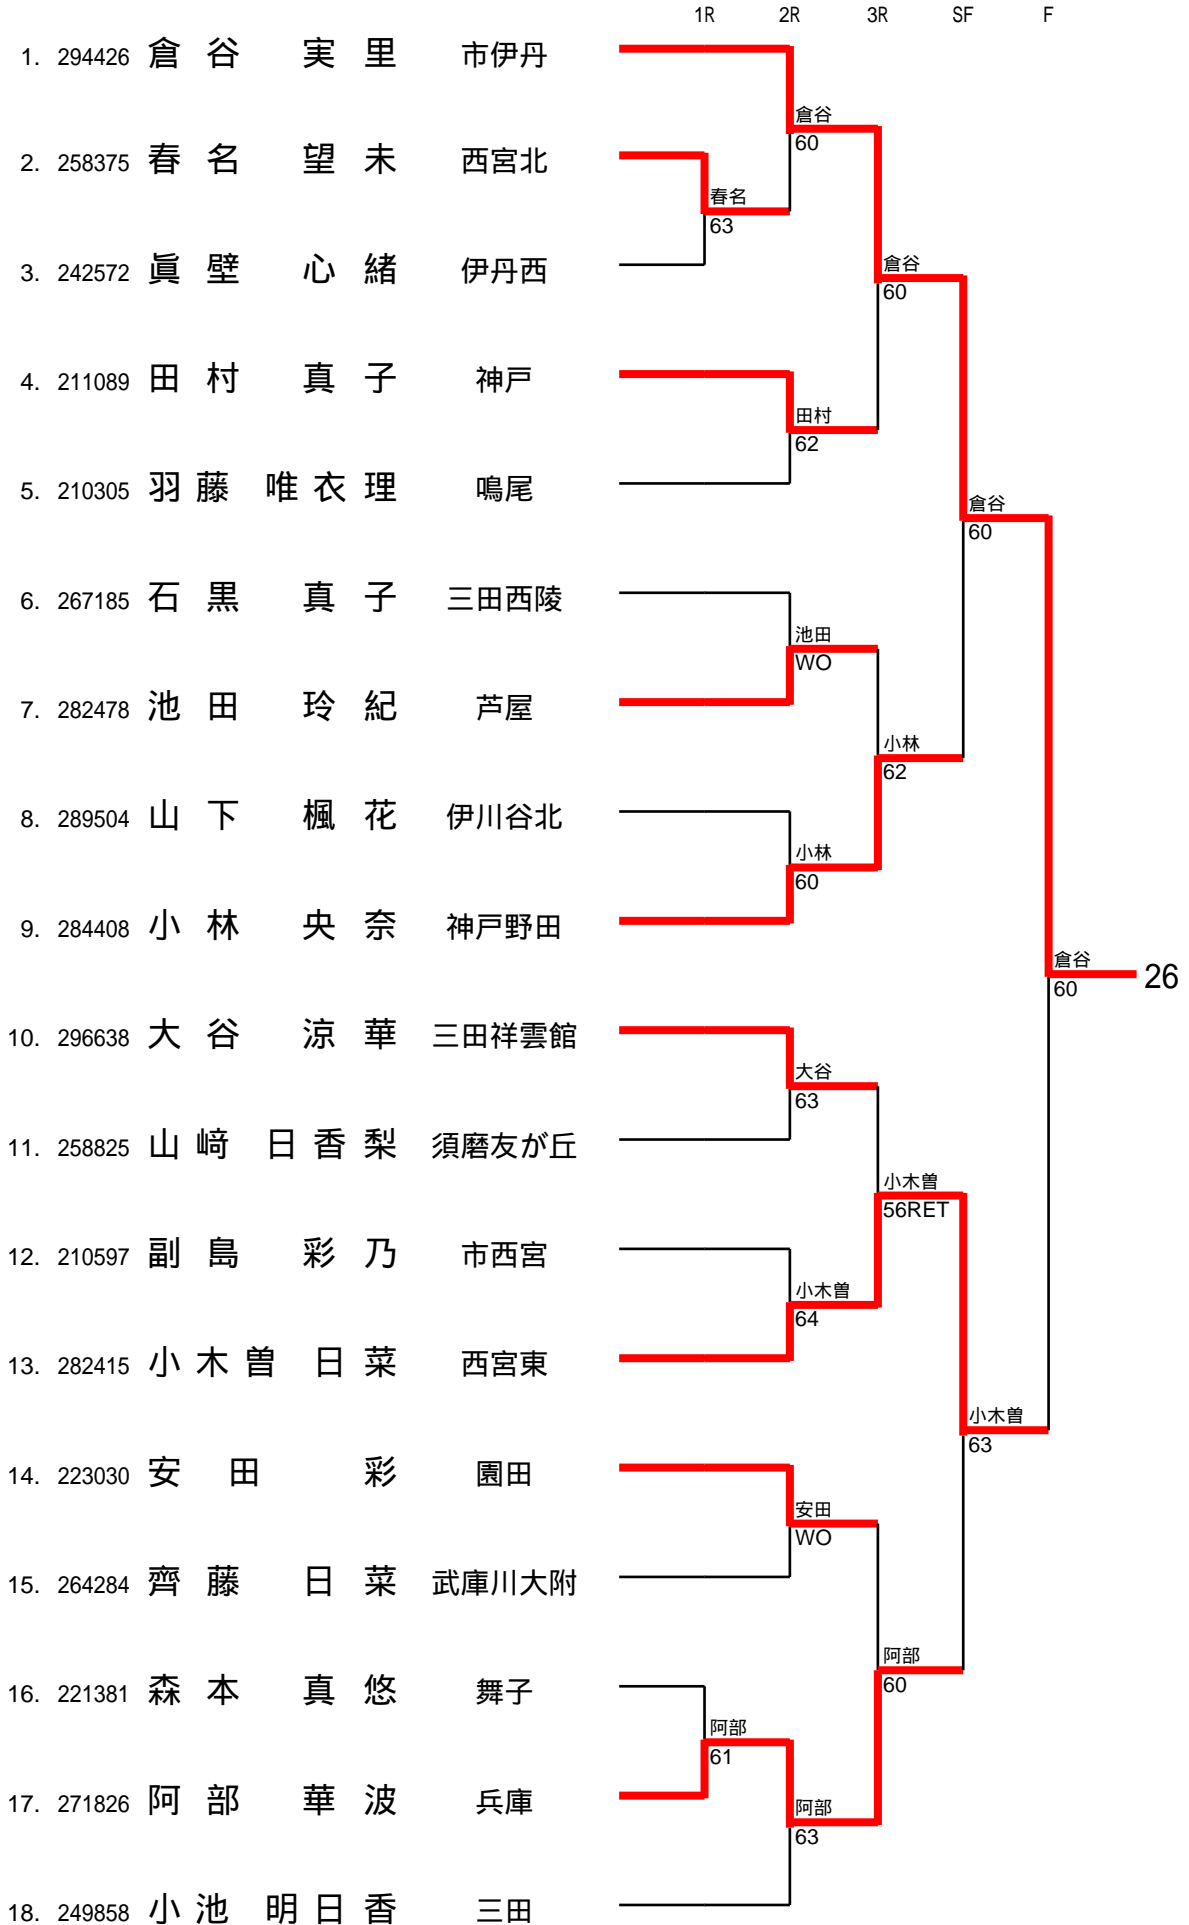 1R 2R 3R SF F
1. 294426 倉谷 実里 市伊丹
倉谷
60
2. 258375 春名 望未 西宮北
春名
63
3. 242572 眞壁 心緒 伊丹西
倉谷
60
4. 211089 田村 真子 神戸
田村
62
5. 210305 羽藤 唯衣理 鳴尾
倉谷
60
6. 267185 石黒 真子 三田西陵
池田
WO
7. 282478 池田 玲紀 芦屋
小林
62
8. 289504 山下 楓花 伊川谷北
小林
60
9. 284408 小林 央奈 神戸野田
倉谷
60
26
10. 296638 大谷 涼華 三田祥雲館
大谷
63
11. 258825 山﨑 日香梨 須磨友が丘
小木曽
56RET
12. 210597 副島 彩乃 市西宮
小木曽
64
13. 282415 小木曽 日菜 西宮東
小木曽
63
14. 223030 安田 彩 園田
安田
WO
15. 264284 齊藤 日菜 武庫川大附
阿部
60
16. 221381 森本 真悠 舞子
阿部
61
17. 271826 阿部 華波 兵庫
阿部
63
18. 249858 小池 明日香 三田